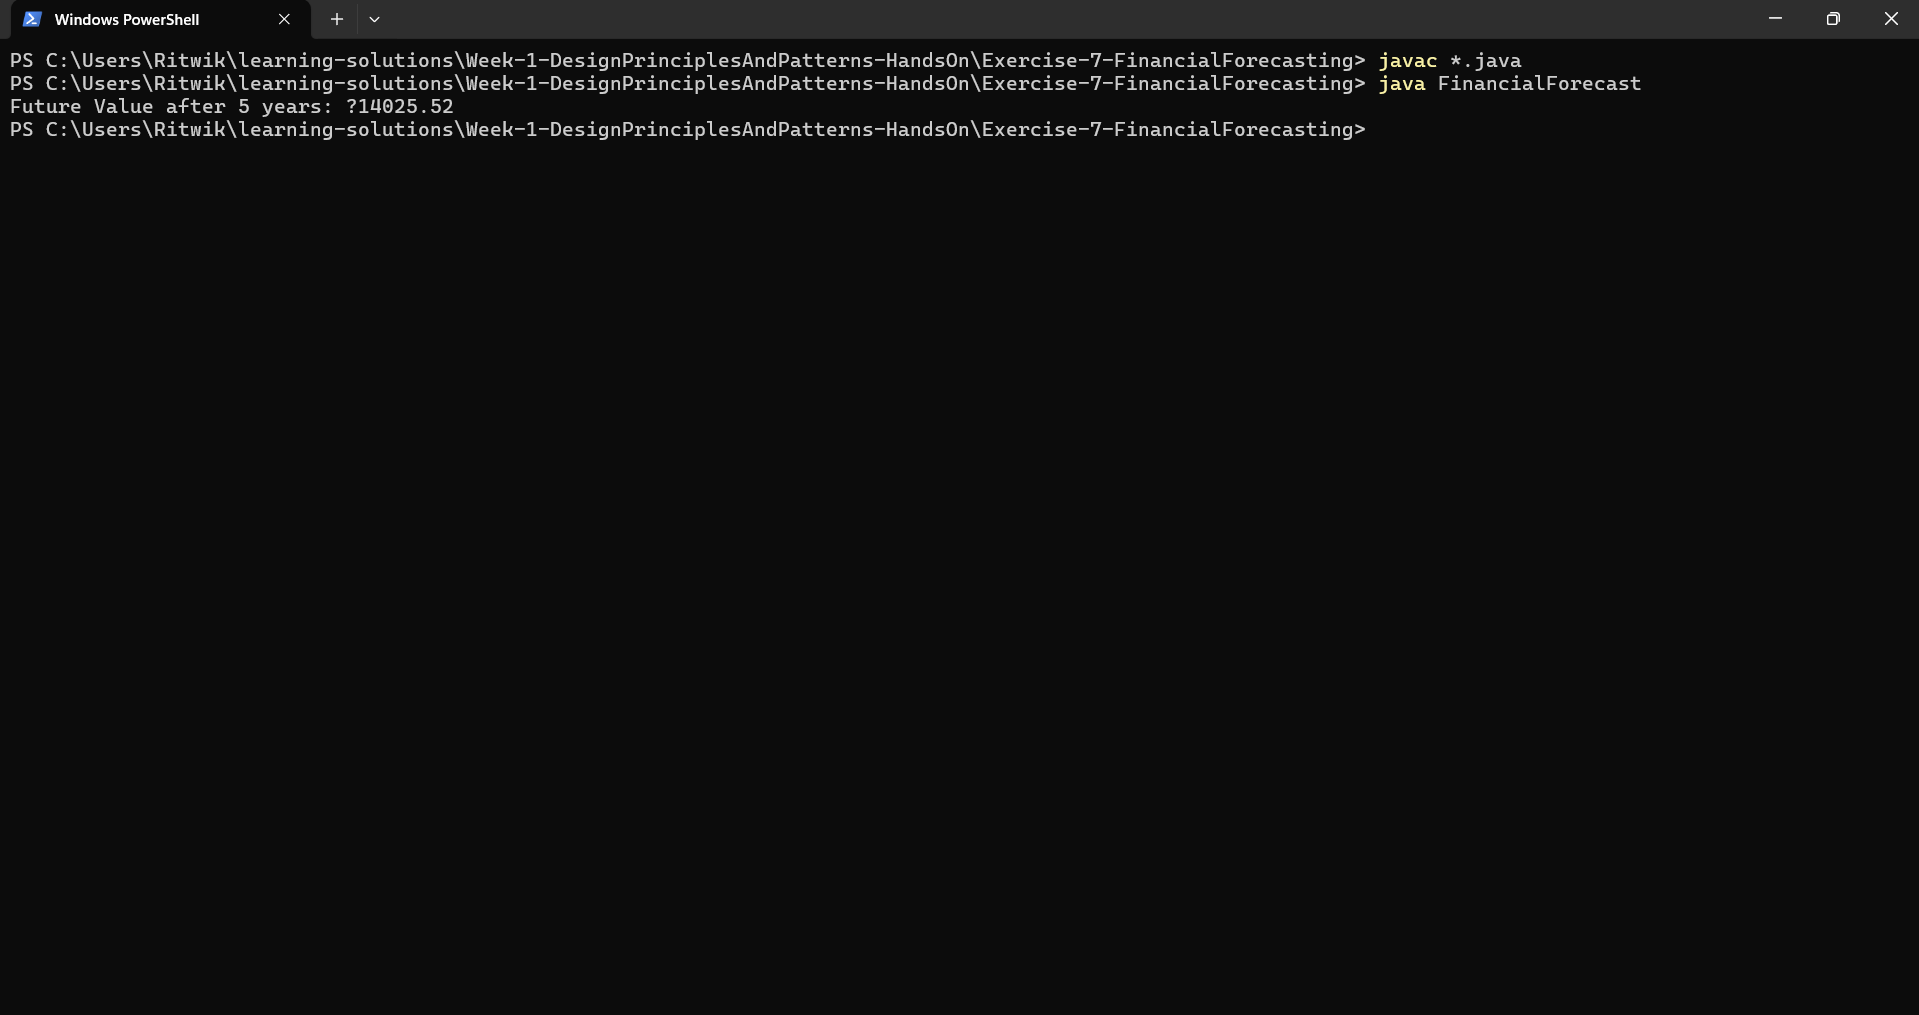 Windows PowerShell
PS C:\Users\Ritwik\learning-solutions\Week-1-DesignPrinciplesAndPatterns-HandsOn\Exercise-7-FinancialForecasting> javac *.java
PS C:\Users\Ritwik\learning-solutions\Week-1-DesignPrinciplesAndPatterns-HandsOn\Exercise-7-FinancialForecasting> java FinancialForecast
Future Value after 5 years: ?14025.52
PS C:\Users\Ritwik\learning-solutions\Week-1-DesignPrinciplesAndPatterns-HandsOn\Exercise-7-FinancialForecasting>